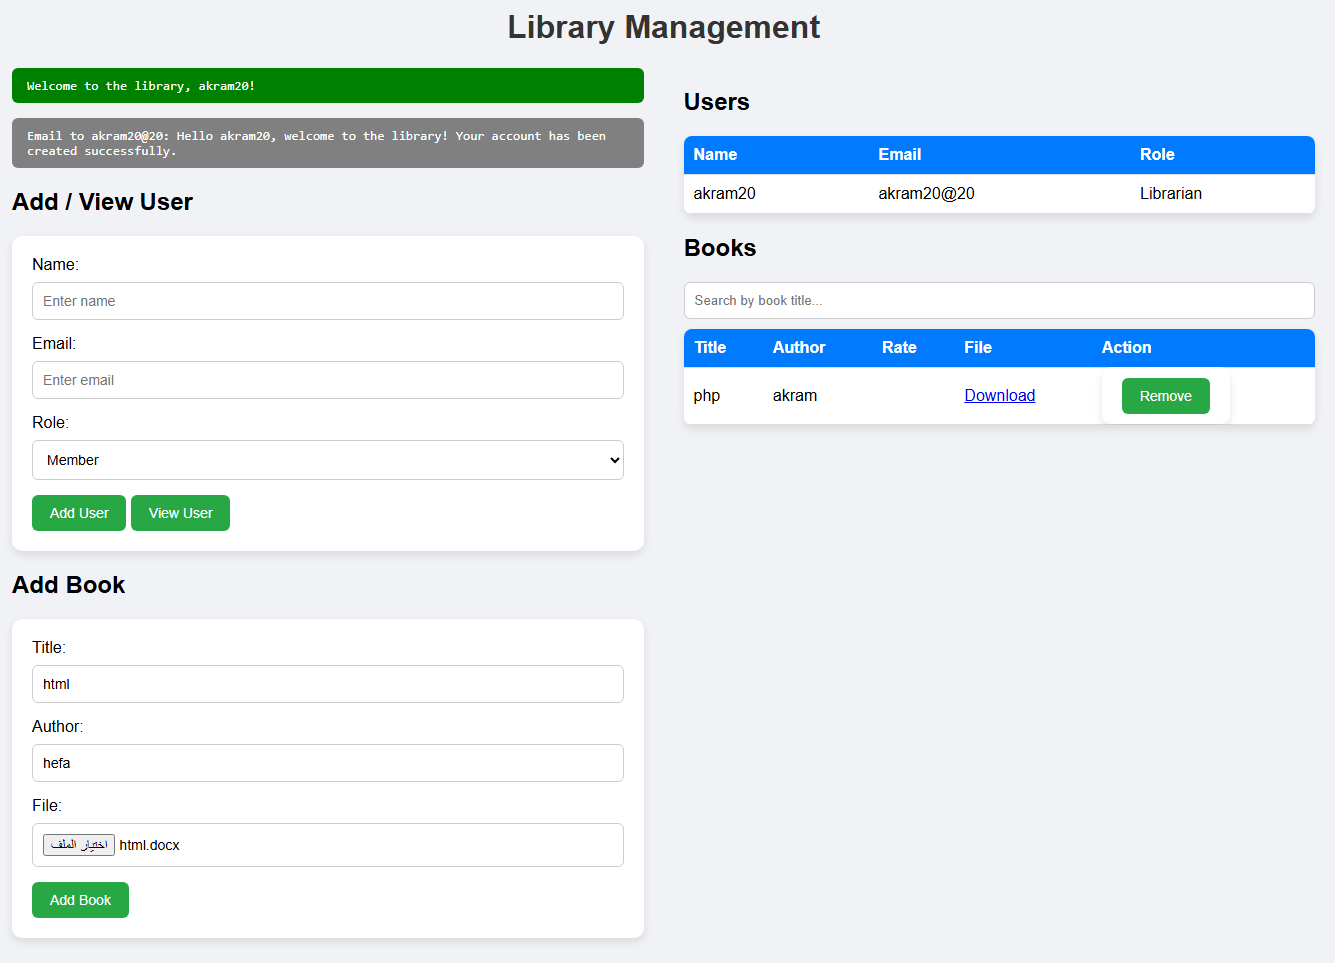 Library Management
Welcome to the library, akram20!
Email to akram20@20: Hello akram20, welcome to the library! Your account has been
created successfully.
Add / View User
Name:
Enter name
Email:
Enter email
Role:
Member
Add User View User
Add Book
Title:
html
Author:
hefa
File:
اختيار الملف html.docx
Add Book
Users
Name Email Role
akram20 akram20@20 Librarian
Books
Search by book title...
Title Author Rate File Action
php akram Download Remove